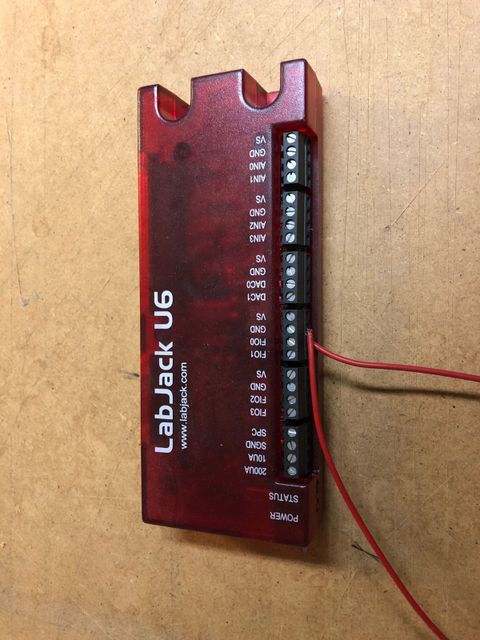 LabJack U6
www.labjack.com
VS
GND
AIN0
AIN1
VS
GND
AIN2
AIN3
VS
GND
DAC0
DAC1
VS
GND
FIO0
FIO1
VS
GND
FIO2
FIO3
SPC
SGND
10UA
200UA
STATUS
POWER